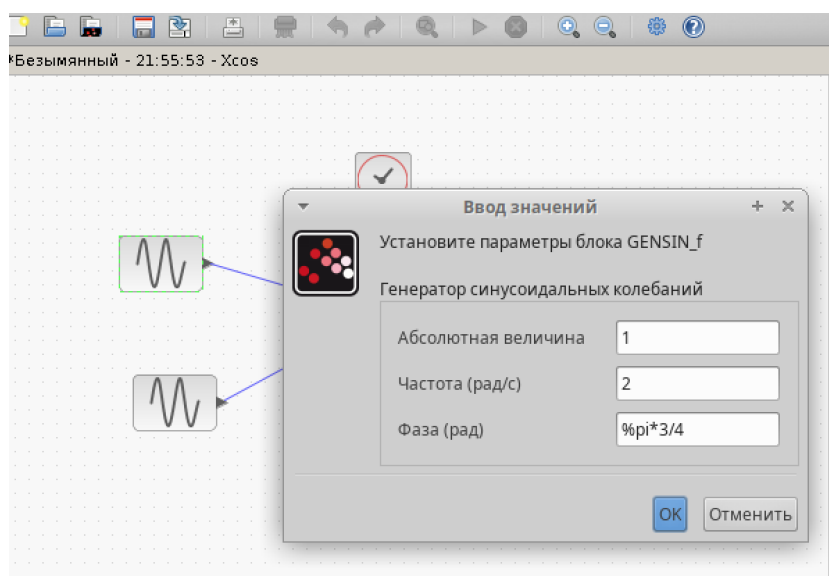 *Безымянный - 21:55:53 - Xcos
Ввод значений
Установите параметры блока GENSIN_f
Генератор синусоидальных колебаний
Абсолютная величина 1
Частота (рад/с) 2
Фаза (рад) %pi*3/4
OK Отменить